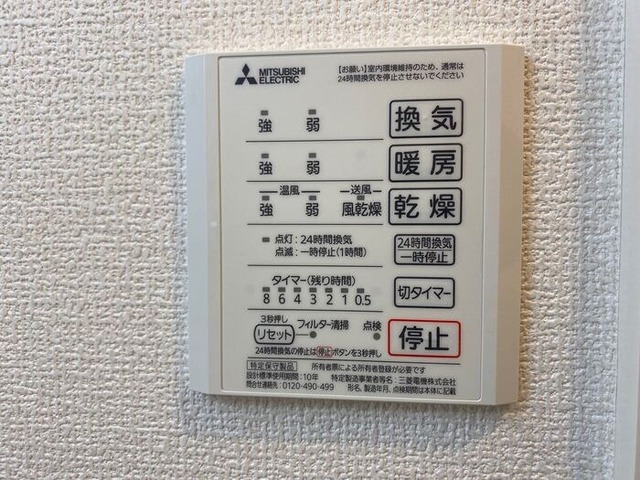 MITSUBISHI
ELECTRIC
【お願い】室内環境維持のため、通常は
24時間換気を停止させないでください
強 弱 換気
強 弱 暖房
温風 送風
強 弱 風乾燥 乾燥
点灯:24時間換気
点滅:一時停止(1時間)
24時間換気
一時停止
タイマー(残り時間)
8 6 4 3 2 1 0.5
切タイマー
3秒押し
リセット フィルター清掃 点検
停止
24時間換気の停止は停止ボタンを3秒押し
特定保守製品 所有者票による所有者登録が必要です
設計標準使用期間:10年 特定製造事業者等名:三菱電機株式会社
問合せ連絡先:0120-490-499 形名、製造年月、点検期間は本体に記載